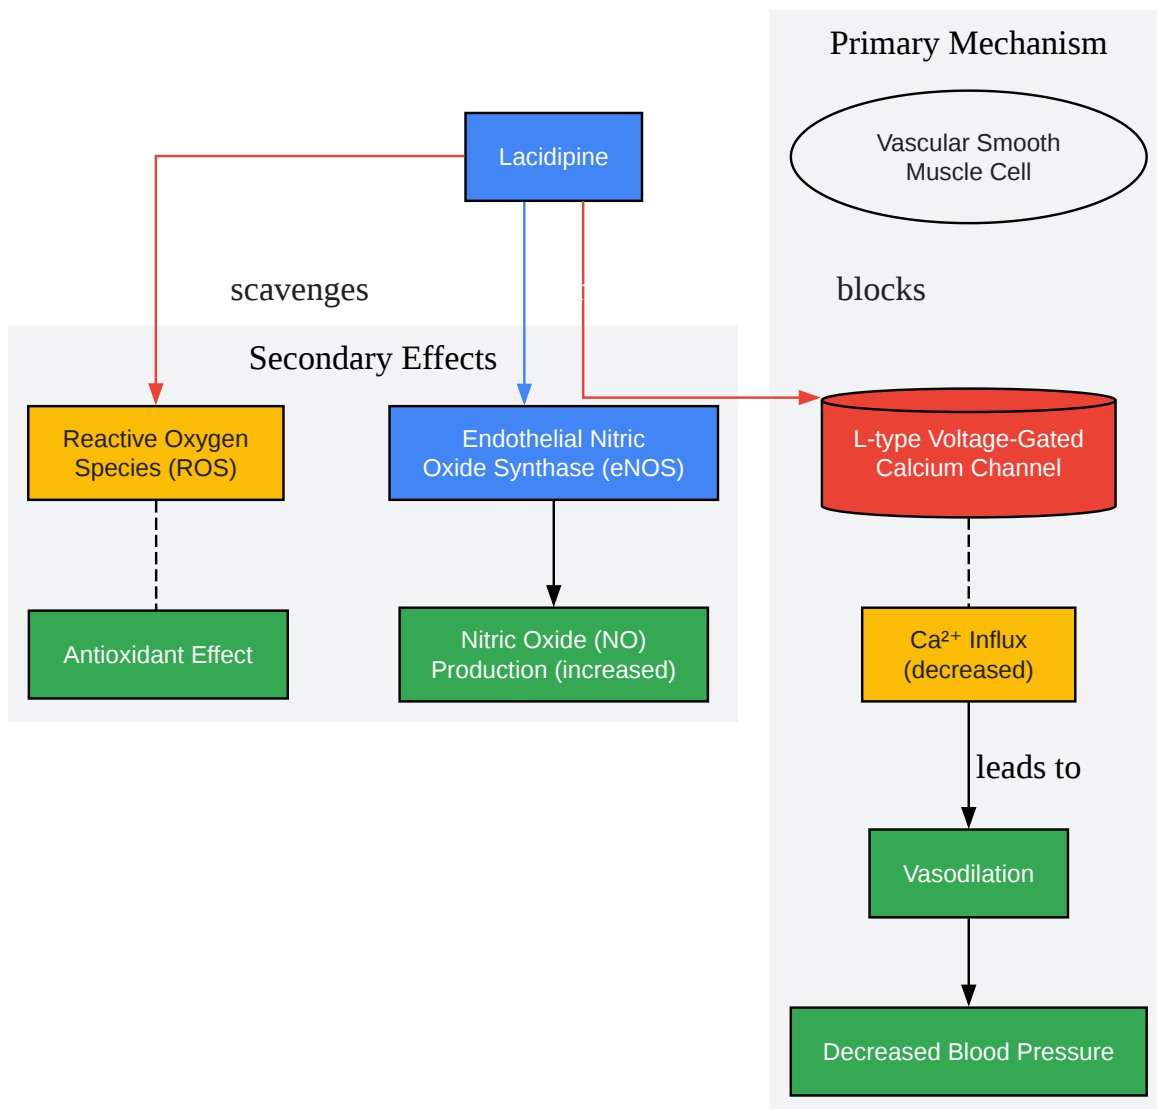 Primary Mechanism
Vascular Smooth
Muscle Cell
Lacidipine
scavenges
blocks
Secondary Effects
Reactive Oxygen
Species (ROS)
Endothelial Nitric
Oxide Synthase (eNOS)
L-type Voltage-Gated
Calcium Channel
Antioxidant Effect
Nitric Oxide (NO)
Production (increased)
Ca²⁺ Influx
(decreased)
leads to
Vasodilation
Decreased Blood Pressure